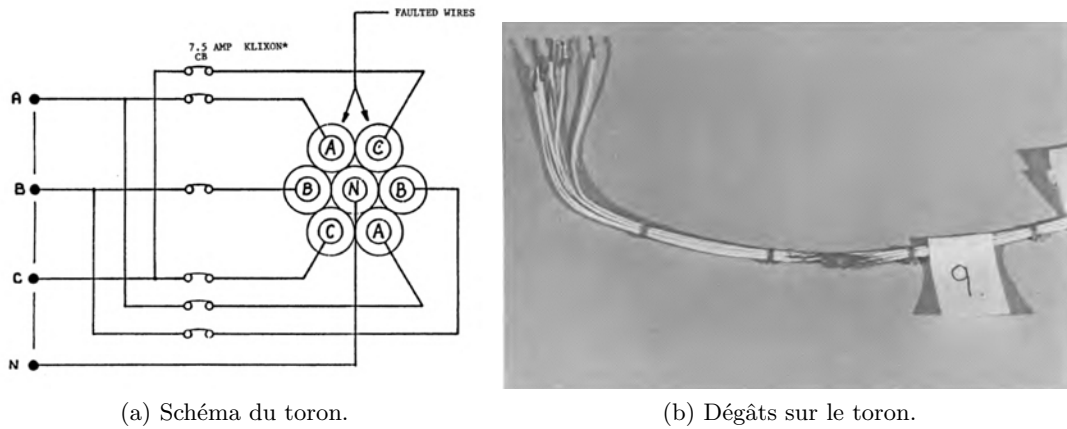 FAULTED WIRES
7.5 AMP KLIXON*
CB
A
A C
B
B N B
C A
C
N
9.
(a) Schéma du toron.
(b) Dégâts sur le toron.